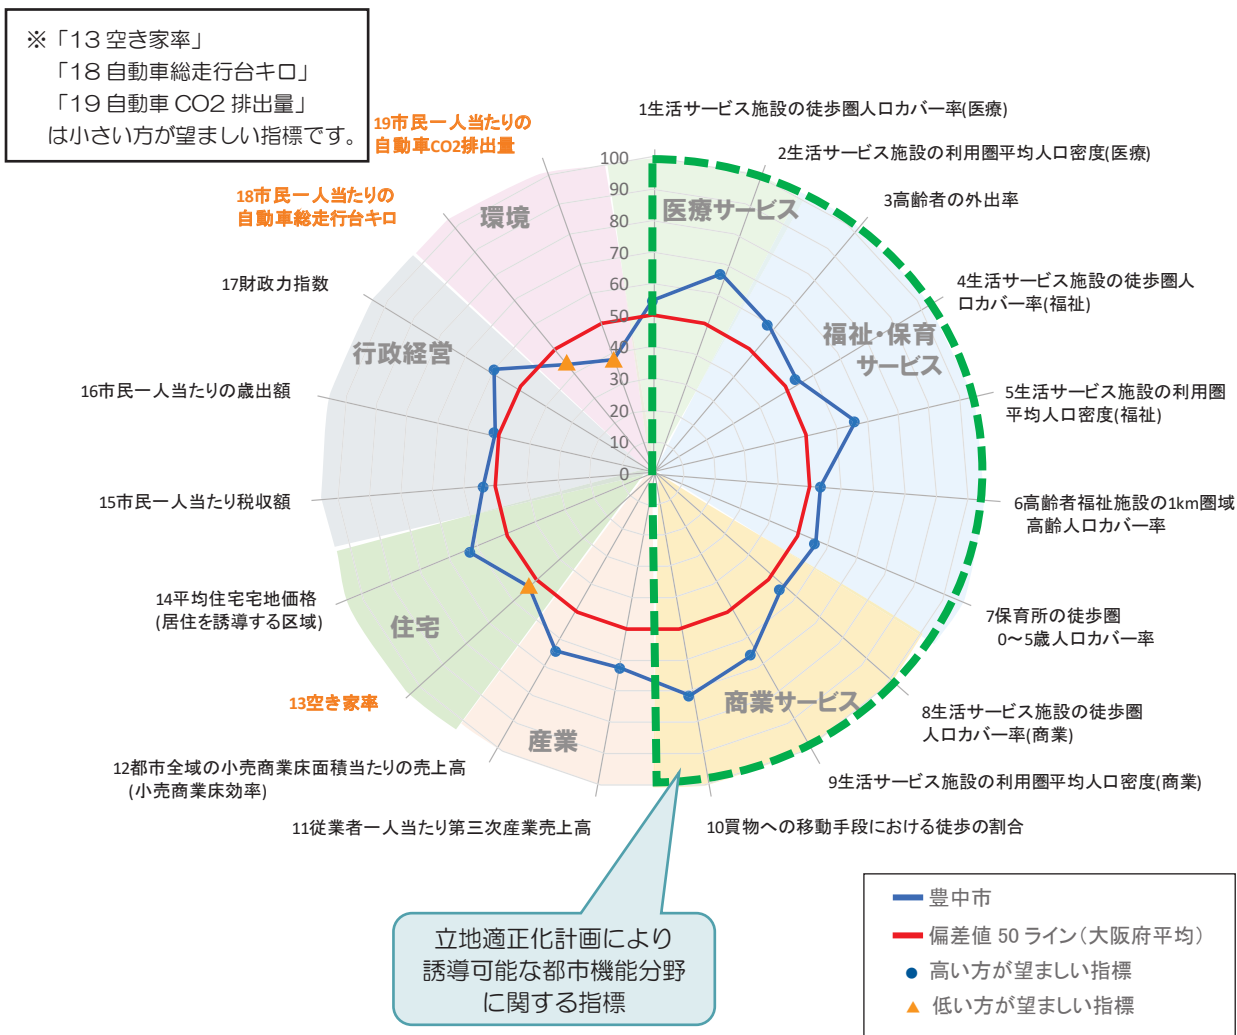 ※「13 空き家率」
「18 自動車総走行台キロ」
「19 自動車 CO2 排出量」
は小さい方が望ましい指標です。
1生活サービス施設の徒歩圏人口カバー率(医療)
2生活サービス施設の利用圏平均人口密度(医療)
3高齢者の外出率
4生活サービス施設の徒歩圏人
口カバー率(福祉)
5生活サービス施設の利用圏
平均人口密度(福祉)
6高齢者福祉施設の1km圏域
高齢人口カバー率
7保育所の徒歩圏
0～5歳人口カバー率
8生活サービス施設の徒歩圏
人口カバー率(商業)
9生活サービス施設の利用圏平均人口密度(商業)
10買物への移動手段における徒歩の割合
11従業者一人当たり第三次産業売上高
12都市全域の小売商業床面積当たりの売上高
(小売商業床効率)
13空き家率
14平均住宅宅地価格
(居住を誘導する区域)
15市民一人当たり税収額
16市民一人当たりの歳出額
17財政力指数
18市民一人当たりの
自動車総走行台キロ
19市民一人当たりの
自動車CO2排出量
100
90
80
70
60
50
40
30
20
10
0
医療サービス
福祉・保育
サービス
商業サービス
産業
住宅
行政経営
環境
立地適正化計画により
誘導可能な都市機能分野
に関する指標
豊中市
偏差値 50 ライン（大阪府平均）
高い方が望ましい指標
低い方が望ましい指標